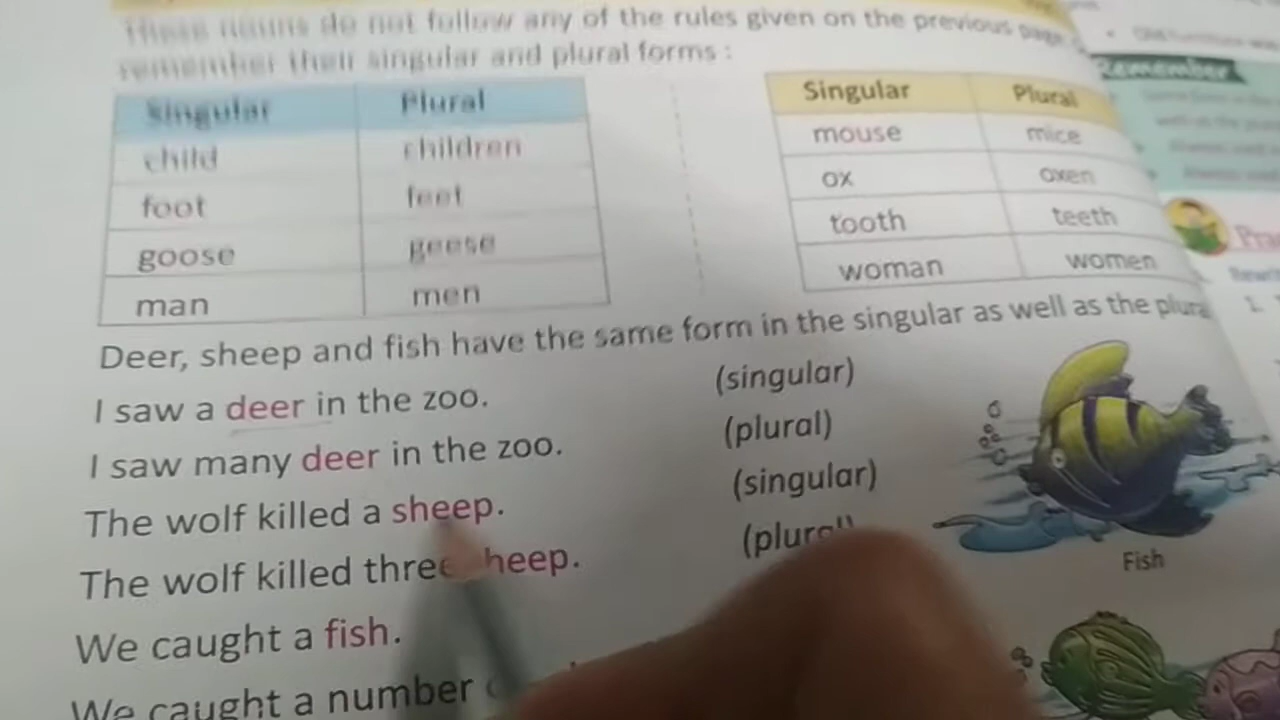 These nouns do not follow any of the rules given on the previous page
remember their singular and plural forms :
Singular Plural
child children
foot feet
goose geese
man men
Singular Plural
mouse mice
ox oxen
tooth teeth
woman women
Deer, sheep and fish have the same form in the singular as well as the plura
I saw a deer in the zoo. (singular)
I saw many deer in the zoo. (plural)
The wolf killed a sheep. (singular)
The wolf killed three heep. (plural)
We caught a fish.
We caught a number
Fish
Remember
1.